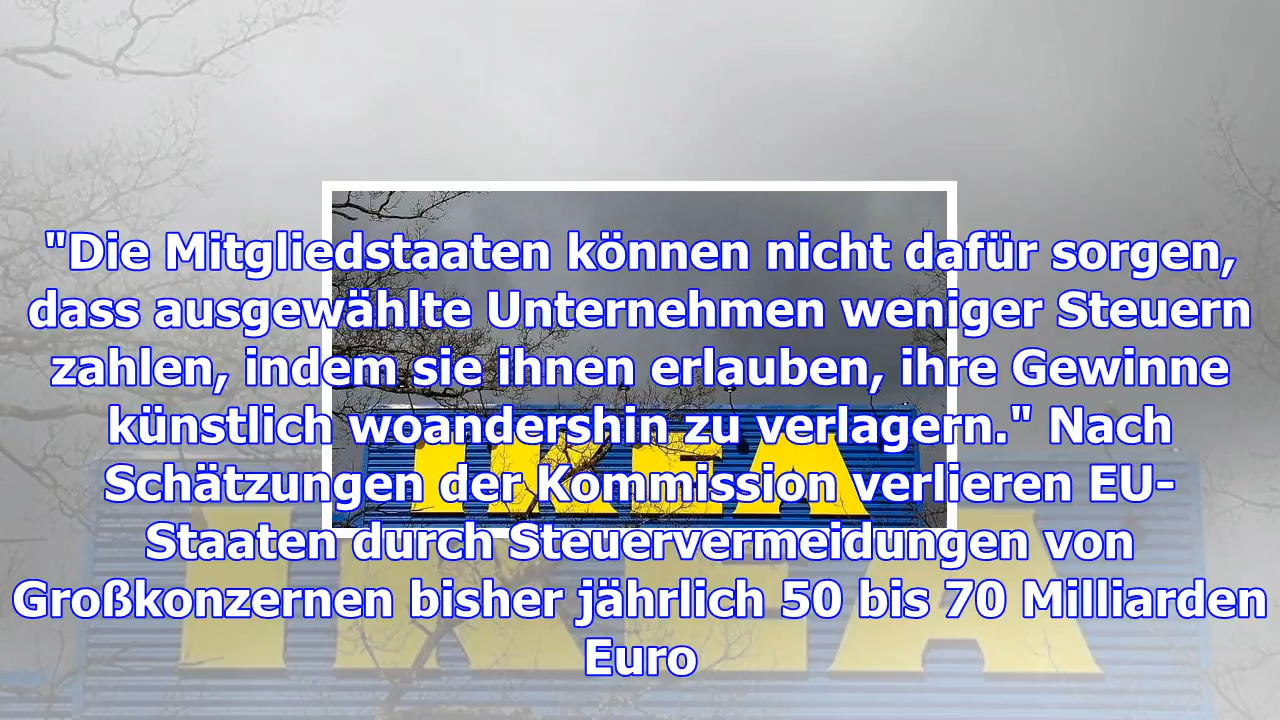 "Die Mitgliedstaaten können nicht dafür sorgen,
dass ausgewählte Unternehmen weniger Steuern
zahlen, indem sie ihnen erlauben, ihre Gewinne
künstlich woandershin zu verlagern." Nach
Schätzungen der Kommission verlieren EU-
Staaten durch Steuervermeidungen von
Großkonzernen bisher jährlich 50 bis 70 Milliarden
Euro
IKEA
IKEA